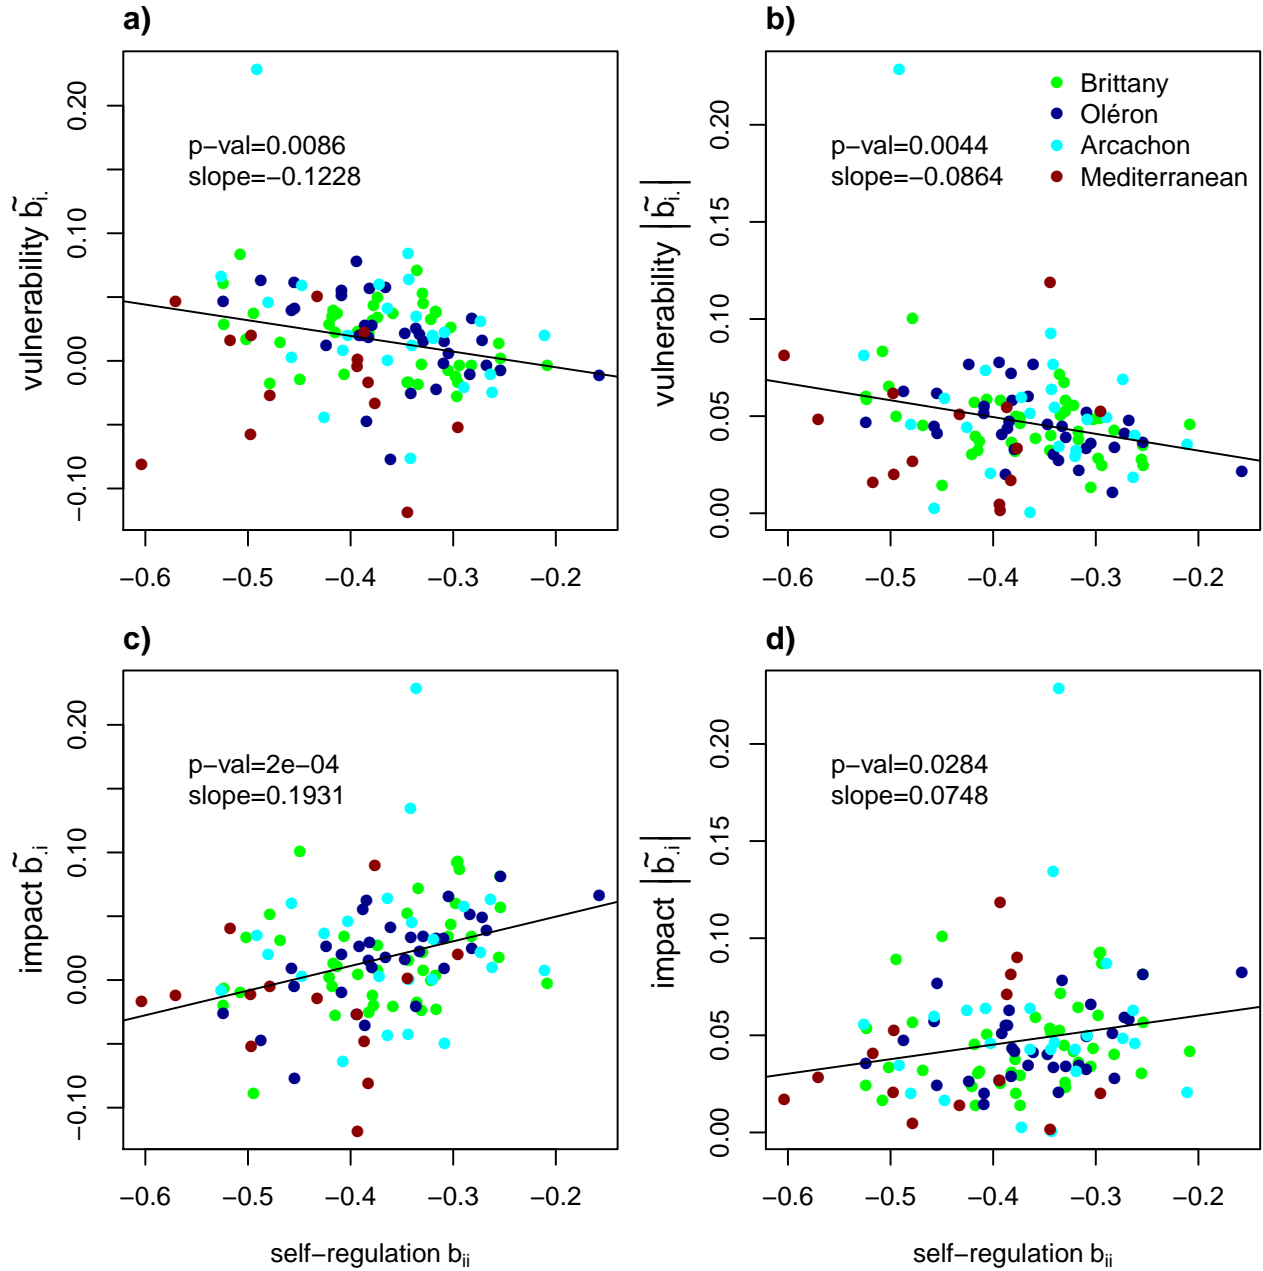 a)
vulnerability b̃i.
0.20
0.10
0.00
−0.10
p−val=0.0086
slope=−0.1228
−0.6 −0.5 −0.4 −0.3 −0.2
b)
vulnerability |b̃i.|
0.20
0.15
0.10
0.05
0.00
p−val=0.0044
slope=−0.0864
Brittany
Oléron
Arcachon
Mediterranean
−0.6 −0.5 −0.4 −0.3 −0.2
c)
impact b̃.i
0.20
0.10
0.00
−0.10
p−val=2e−04
slope=0.1931
−0.6 −0.5 −0.4 −0.3 −0.2
self−regulation bii
d)
impact |b̃.i|
0.20
0.15
0.10
0.05
0.00
p−val=0.0284
slope=0.0748
−0.6 −0.5 −0.4 −0.3 −0.2
self−regulation bii